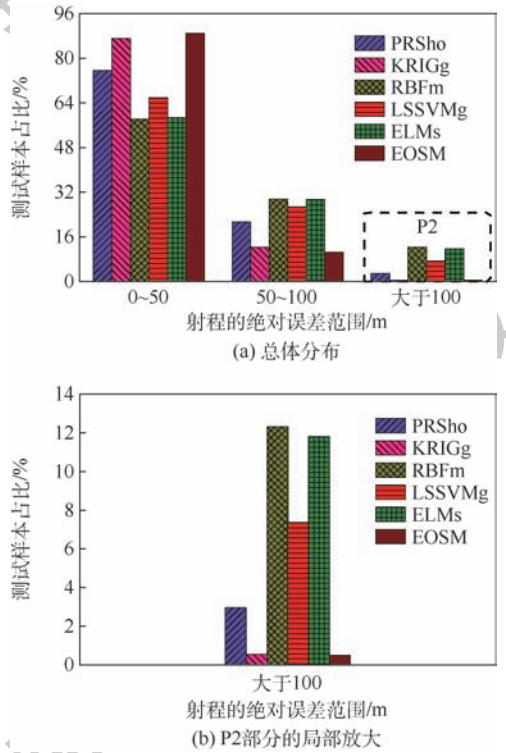 96
80
64
48
32
16
0
测试样本占比/%
PRSho
KRIGg
RBFm
LSSVMg
ELMs
EOSM
P2
0~50
50~100
大于100
射程的绝对误差范围/m
(a) 总体分布
14
12
10
8
6
4
2
0
测试样本占比/%
PRSho
KRIGg
RBFm
LSSVMg
ELMs
EOSM
大于100
射程的绝对误差范围/m
(b) P2部分的局部放大